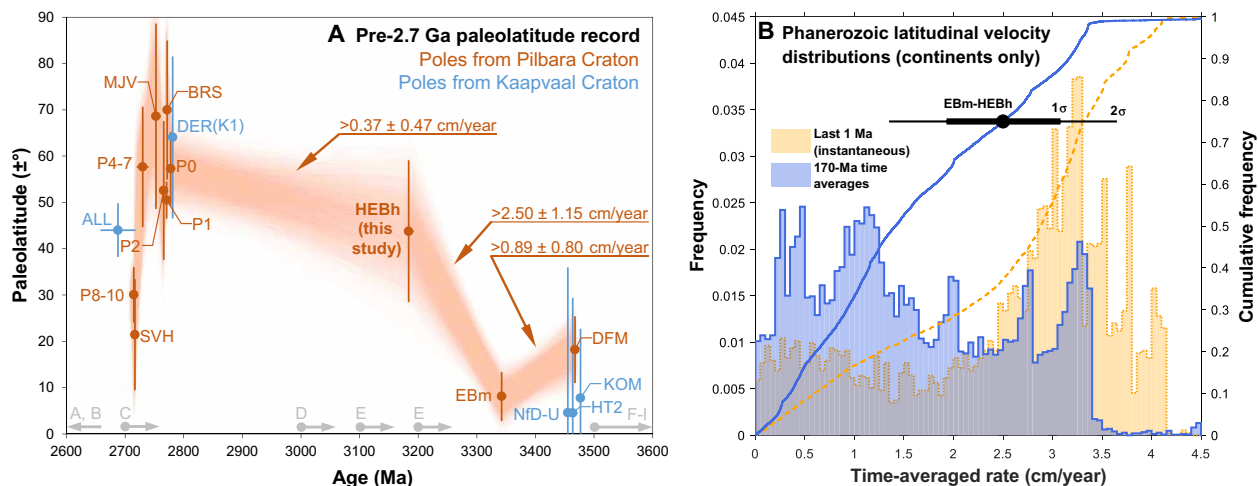 A Pre-2.7 Ga paleolatitude record
Poles from Pilbara Craton
Poles from Kaapvaal Craton
Paleolatitude (±°)
90
80
70
60
50
40
30
20
10
0
MJV
BRS
DER(K1)
P4-7
P0
P1
P2
ALL
P8-10
SVH
>0.37 ± 0.47 cm/year
HEBh
(this
study)
>2.50 ± 1.15 cm/year
>0.89 ± 0.80 cm/year
DFM
EBm
KOM
NfD-U
HT2
A, B
C
D
E
E
F-I
2600
2700
2800
2900
3000
3100
3200
3300
3400
3500
3600
Age (Ma)
B Phanerozoic latitudinal velocity
distributions (continents only)
EBm-HEBh
1σ
2σ
Last 1 Ma
(instantaneous)
170-Ma time
averages
Frequency
0.045
0.04
0.035
0.03
0.025
0.02
0.015
0.01
0.005
0
Cumulative frequency
1
0.9
0.8
0.7
0.6
0.5
0.4
0.3
0.2
0.1
0
0
0.5
1
1.5
2
2.5
3
3.5
4
4.5
Time-averaged rate (cm/year)